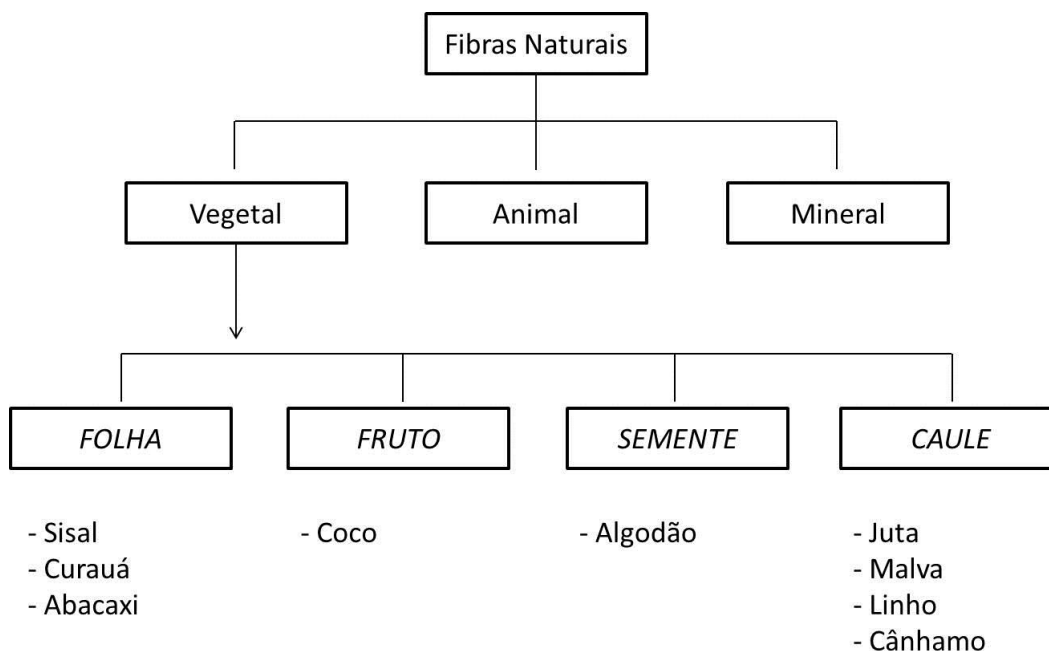 Fibras Naturais
Vegetal
Animal
Mineral
FOLHA
FRUTO
SEMENTE
CAULE
- Sisal
- Curauá
- Abacaxi
- Coco
- Algodão
- Juta
- Malva
- Linho
- Cânhamo